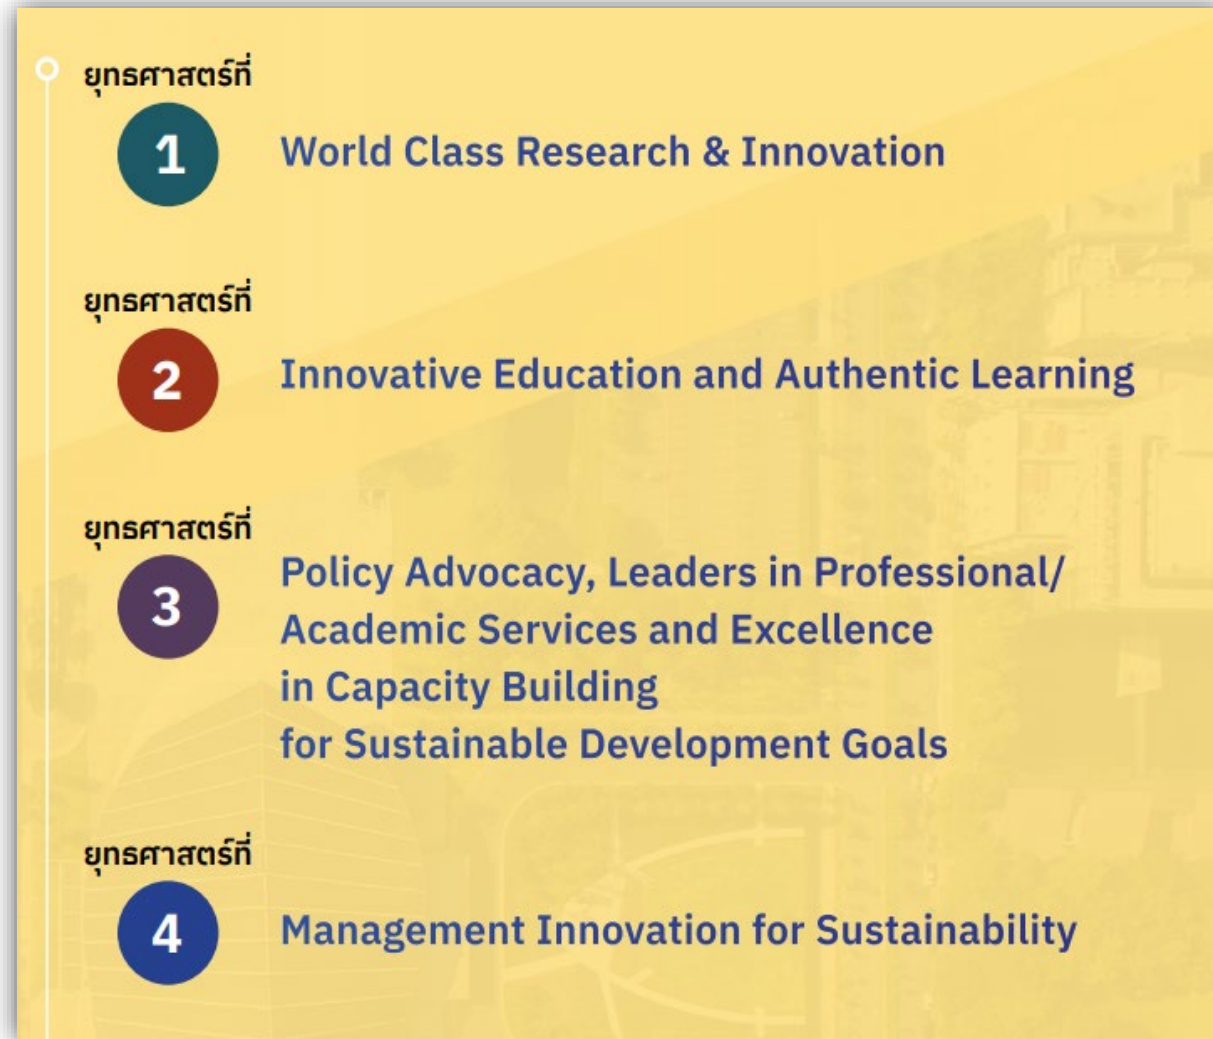 ยุทธศาสตร์ที่
1
World Class Research & Innovation
ยุทธศาสตร์ที่
2
Innovative Education and Authentic Learning
ยุทธศาสตร์ที่
3
Policy Advocacy, Leaders in Professional/
Academic Services and Excellence
in Capacity Building
for Sustainable Development Goals
ยุทธศาสตร์ที่
4
Management Innovation for Sustainability